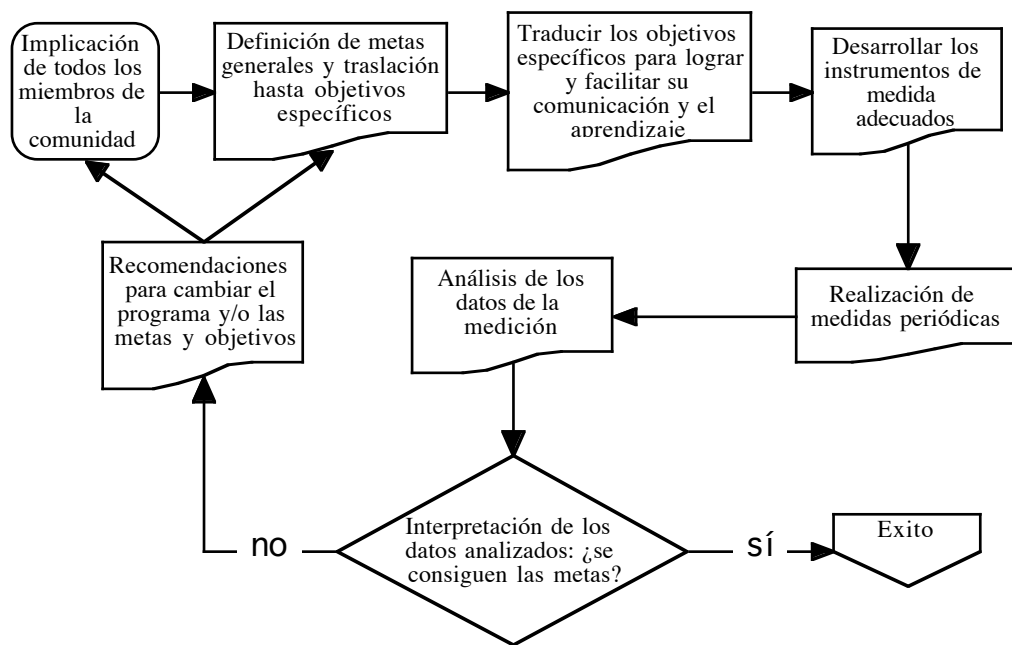 Implicación
de todos los
miembros de
la
comunidad
Definición de metas
generales y traslación
hasta objetivos
específicos
Traducir los objetivos
específicos para lograr
y facilitar su
comunicación y el
aprendizaje
Desarrollar los
instrumentos de
medida
adecuados
Recomendaciones
para cambiar el
programa y/o las
metas y objetivos
Análisis de los
datos de la
medición
Realización de
medidas periódicas
no
Interpretación de los
datos analizados: ¿se
consiguen las metas?
sí
Exito